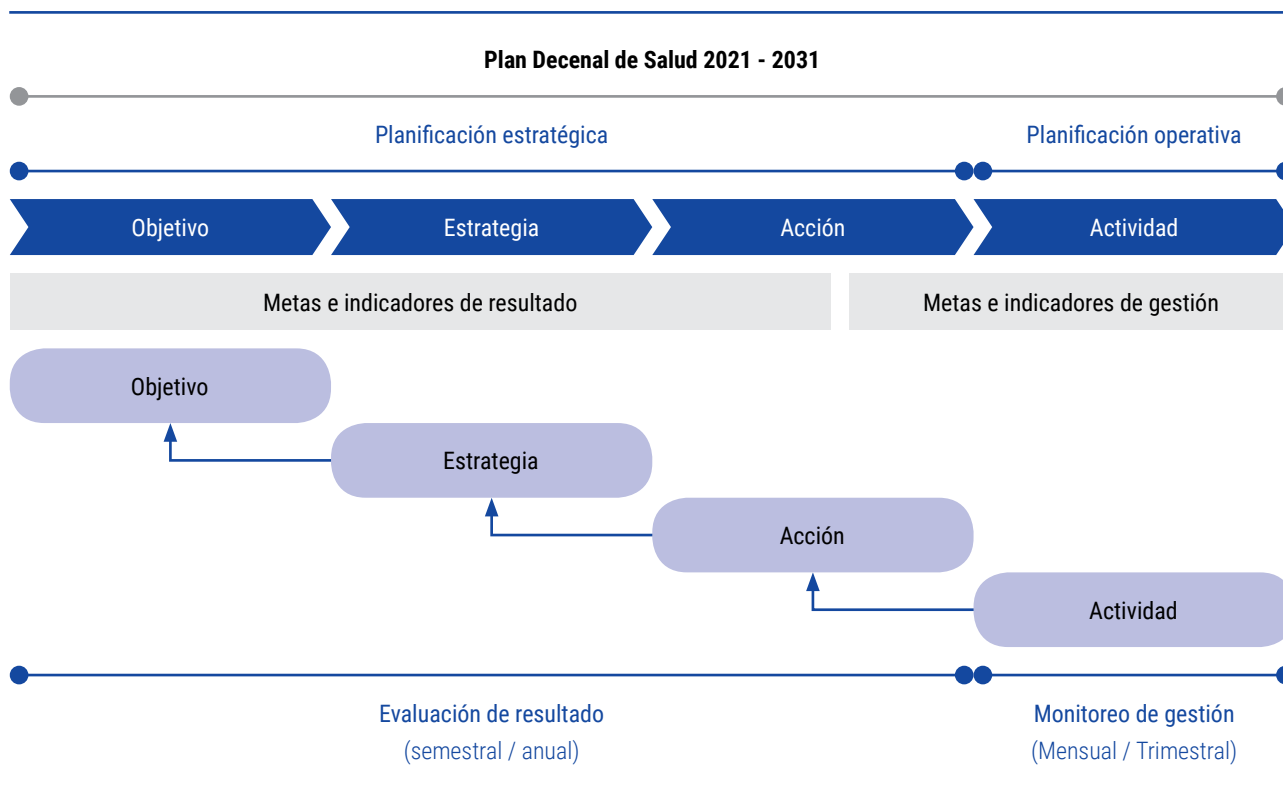 Plan Decenal de Salud 2021 - 2031
Planificación estratégica
Planificación operativa
Objetivo
Estrategia
Acción
Actividad
Metas e indicadores de resultado
Metas e indicadores de gestión
Objetivo
Estrategia
Acción
Actividad
Evaluación de resultado
(semestral / anual)
Monitoreo de gestión
(Mensual / Trimestral)